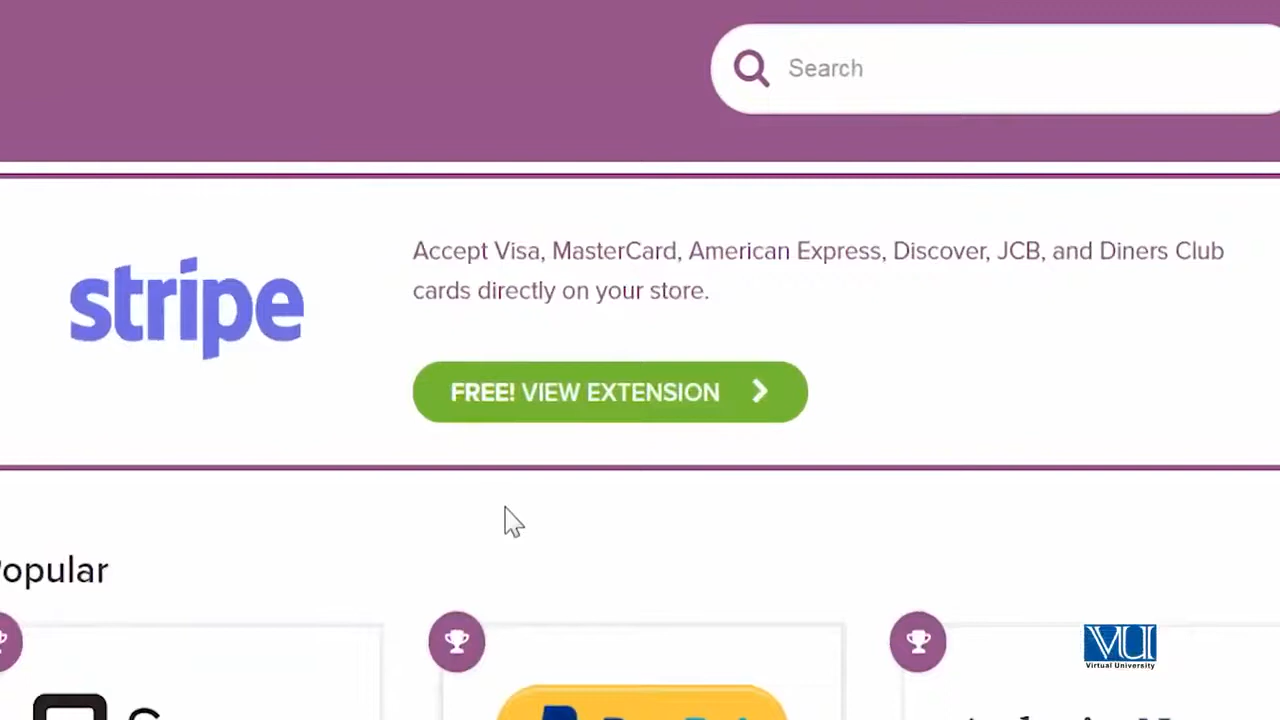 Search
stripe
Accept Visa, MasterCard, American Express, Discover, JCB, and Diners Club
cards directly on your store.
FREE! VIEW EXTENSION
opular
VU
Virtual University